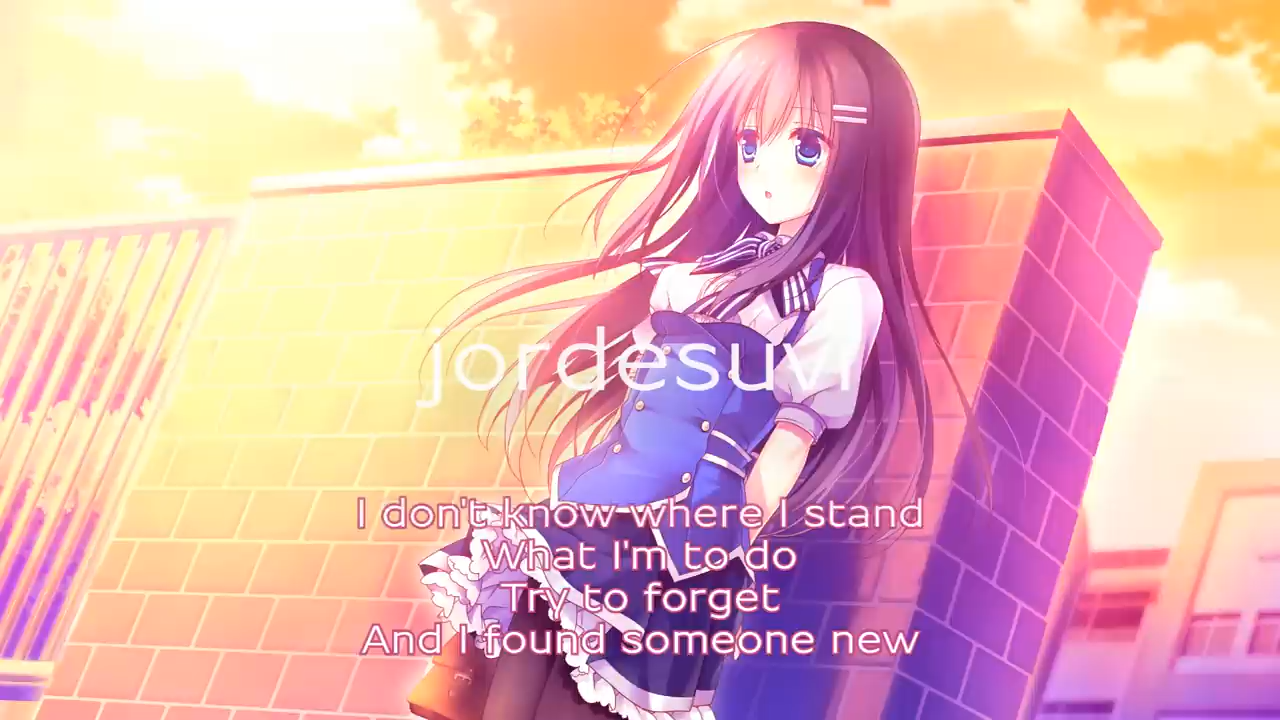 jordesuvi
I don't know where I stand
What I'm to do
Try to forget
And I found someone new